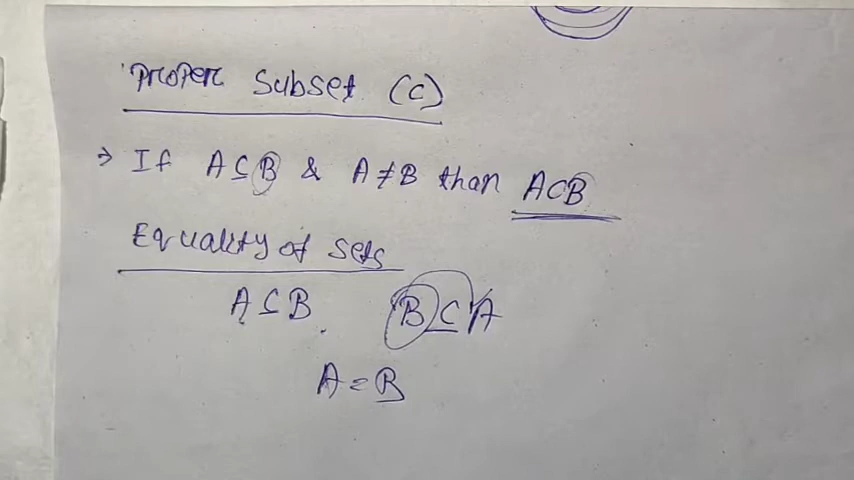 Proper Subset (⊂)
→ If A⊆B & A≠B than A⊂B
Equality of sets
A⊆B. B⊆A
A=B